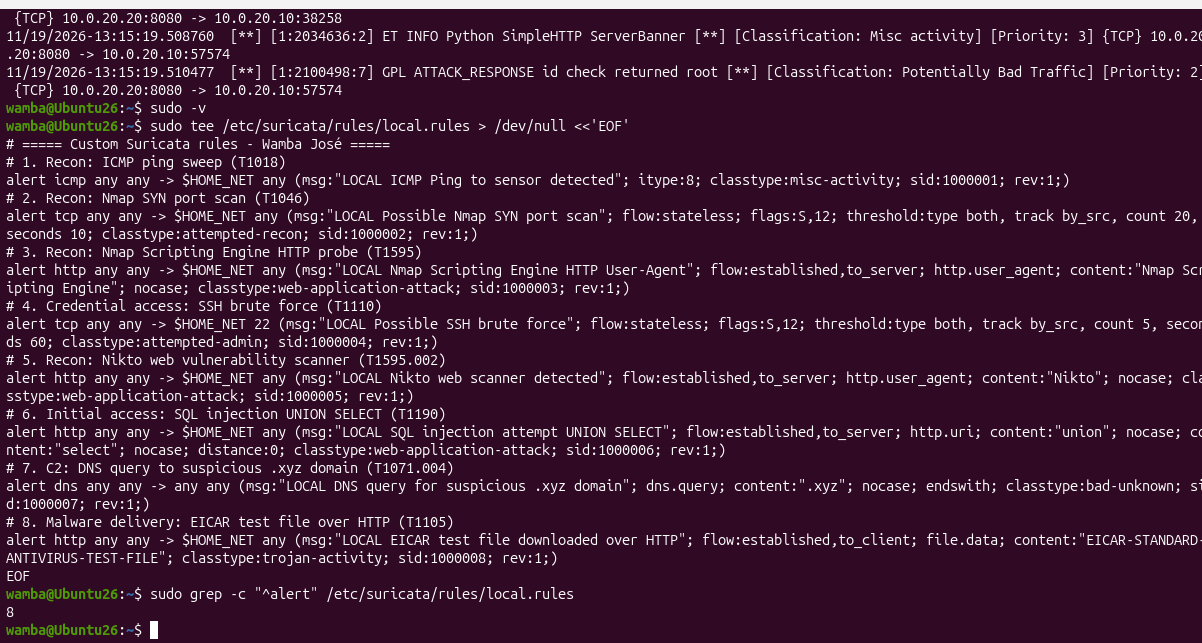 {TCP} 10.0.20.20:8080 -> 10.0.20.10:38258
11/19/2026-13:15:19.508760  [**] [1:2034636:2] ET INFO Python SimpleHTTP ServerBanner [**] [Classification: Misc activity] [Priority: 3] {TCP} 10.0.20
.20:8080 -> 10.0.20.10:57574
11/19/2026-13:15:19.510477  [**] [1:2100498:7] GPL ATTACK_RESPONSE id check returned root [**] [Classification: Potentially Bad Traffic] [Priority: 2]
{TCP} 10.0.20.20:8080 -> 10.0.20.10:57574
wamba@Ubuntu26:~$ sudo -v
wamba@Ubuntu26:~$ sudo tee /etc/suricata/rules/local.rules > /dev/null <<'EOF'
# ===== Custom Suricata rules - Wamba José =====
# 1. Recon: ICMP ping sweep (T1018)
alert icmp any any -> $HOME_NET any (msg:"LOCAL ICMP Ping to sensor detected"; itype:8; classtype:misc-activity; sid:1000001; rev:1;)
# 2. Recon: Nmap SYN port scan (T1046)
alert tcp any any -> $HOME_NET any (msg:"LOCAL Possible Nmap SYN port scan"; flow:stateless; flags:S,12; threshold:type both, track by_src, count 20,
seconds 10; classtype:attempted-recon; sid:1000002; rev:1;)
# 3. Recon: Nmap Scripting Engine HTTP probe (T1595)
alert http any any -> $HOME_NET any (msg:"LOCAL Nmap Scripting Engine HTTP User-Agent"; flow:established,to_server; http.user_agent; content:"Nmap Scr
ipting Engine"; nocase; classtype:web-application-attack; sid:1000003; rev:1;)
# 4. Credential access: SSH brute force (T1110)
alert tcp any any -> $HOME_NET 22 (msg:"LOCAL Possible SSH brute force"; flow:stateless; flags:S,12; threshold:type both, track by_src, count 5, secon
ds 60; classtype:attempted-admin; sid:1000004; rev:1;)
# 5. Recon: Nikto web vulnerability scanner (T1595.002)
alert http any any -> $HOME_NET any (msg:"LOCAL Nikto web scanner detected"; flow:established,to_server; http.user_agent; content:"Nikto"; nocase; cla
sstype:web-application-attack; sid:1000005; rev:1;)
# 6. Initial access: SQL injection UNION SELECT (T1190)
alert http any any -> $HOME_NET any (msg:"LOCAL SQL injection attempt UNION SELECT"; flow:established,to_server; http.uri; content:"union"; nocase; co
ntent:"select"; nocase; distance:0; classtype:web-application-attack; sid:1000006; rev:1;)
# 7. C2: DNS query to suspicious .xyz domain (T1071.004)
alert dns any any -> any any (msg:"LOCAL DNS query for suspicious .xyz domain"; dns.query; content:".xyz"; nocase; endswith; classtype:bad-unknown; si
d:1000007; rev:1;)
# 8. Malware delivery: EICAR test file over HTTP (T1105)
alert http any any -> $HOME_NET any (msg:"LOCAL EICAR test file downloaded over HTTP"; flow:established,to_client; file.data; content:"EICAR-STANDARD-
ANTIVIRUS-TEST-FILE"; classtype:trojan-activity; sid:1000008; rev:1;)
EOF
wamba@Ubuntu26:~$ sudo grep -c "^alert" /etc/suricata/rules/local.rules
8
wamba@Ubuntu26:~$